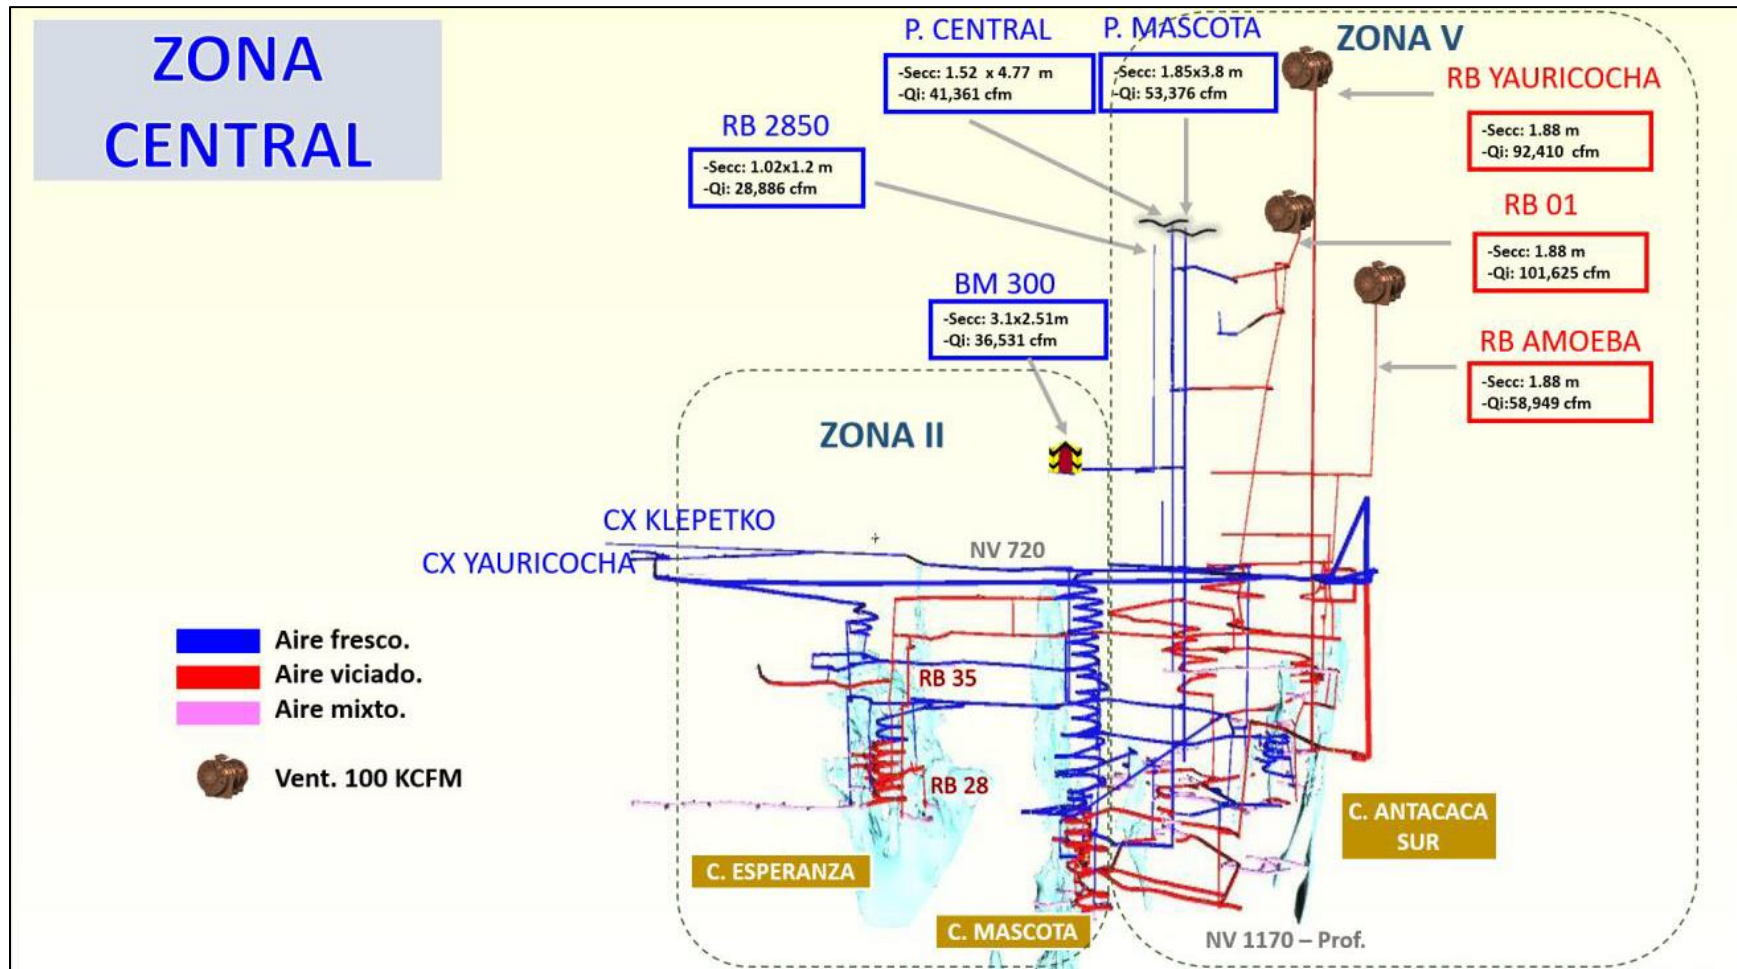 ZONA
CENTRAL
P. CENTRAL
-Secc: 1.52 x 4.77 m
-Qi: 41,361 cfm
P. MASCOTA
-Secc: 1.85x3.8 m
-Qi: 53,376 cfm
ZONA V
RB YAURICOCHA
-Secc: 1.88 m
-Qi: 92,410 cfm
RB 2850
-Secc: 1.02x1.2 m
-Qi: 28,886 cfm
RB 01
-Secc: 1.88 m
-Qi: 101,625 cfm
BM 300
-Secc: 3.1x2.51m
-Qi: 36,531 cfm
RB AMOEBA
-Secc: 1.88 m
-Qi:58,949 cfm
ZONA II
CX KLEPETKO
NV 720
CX YAURICOCHA
Aire fresco.
Aire viciado.
Aire mixto.
Vent. 100 KCFM
RB 35
RB 28
C. ESPERANZA
C. MASCOTA
C. ANTACACA
SUR
NV 1170 – Prof.